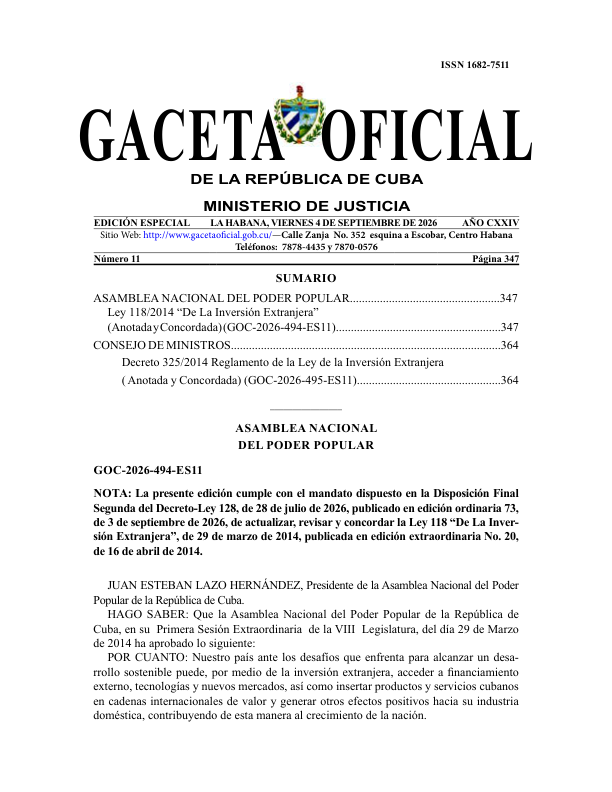 ISSN 1682-7511
GACETA OFICIAL
DE LA REPÚBLICA DE CUBA
MINISTERIO DE JUSTICIA
EDICIÓN ESPECIAL LA HABANA, VIERNES 4 DE SEPTIEMBRE DE 2026 AÑO CXXIV
Sitio Web: http://www.gacetaoficial.gob.cu/—Calle Zanja No. 352 esquina a Escobar, Centro Habana
Teléfonos: 7878-4435 y 7870-0576
Número 11 Página 347
SUMARIO
ASAMBLEA NACIONAL DEL PODER POPULAR..................................................347
Ley 118/2014 “De La Inversión Extranjera”
(Anotada y Concordada) (GOC-2026-494-ES11).......................................................347
CONSEJO DE MINISTROS..........................................................................................364
Decreto 325/2014 Reglamento de la Ley de la Inversión Extranjera
( Anotada y Concordada) (GOC-2026-495-ES11)................................................364
ASAMBLEA NACIONAL
DEL PODER POPULAR
GOC-2026-494-ES11
NOTA: La presente edición cumple con el mandato dispuesto en la Disposición Final
Segunda del Decreto-Ley 128, de 28 de julio de 2026, publicado en edición ordinaria 73,
de 3 de septiembre de 2026, de actualizar, revisar y concordar la Ley 118 “De La Inver-
sión Extranjera”, de 29 de marzo de 2014, publicada en edición extraordinaria No. 20,
de 16 de abril de 2014.
JUAN ESTEBAN LAZO HERNÁNDEZ, Presidente de la Asamblea Nacional del Poder
Popular de la República de Cuba.
HAGO SABER: Que la Asamblea Nacional del Poder Popular de la República de
Cuba, en su Primera Sesión Extraordinaria de la VIII Legislatura, del día 29 de Marzo
de 2014 ha aprobado lo siguiente:
POR CUANTO: Nuestro país ante los desafíos que enfrenta para alcanzar un desa-
rrollo sostenible puede, por medio de la inversión extranjera, acceder a financiamiento
externo, tecnologías y nuevos mercados, así como insertar productos y servicios cubanos
en cadenas internacionales de valor y generar otros efectos positivos hacia su industria
doméstica, contribuyendo de esta manera al crecimiento de la nación.